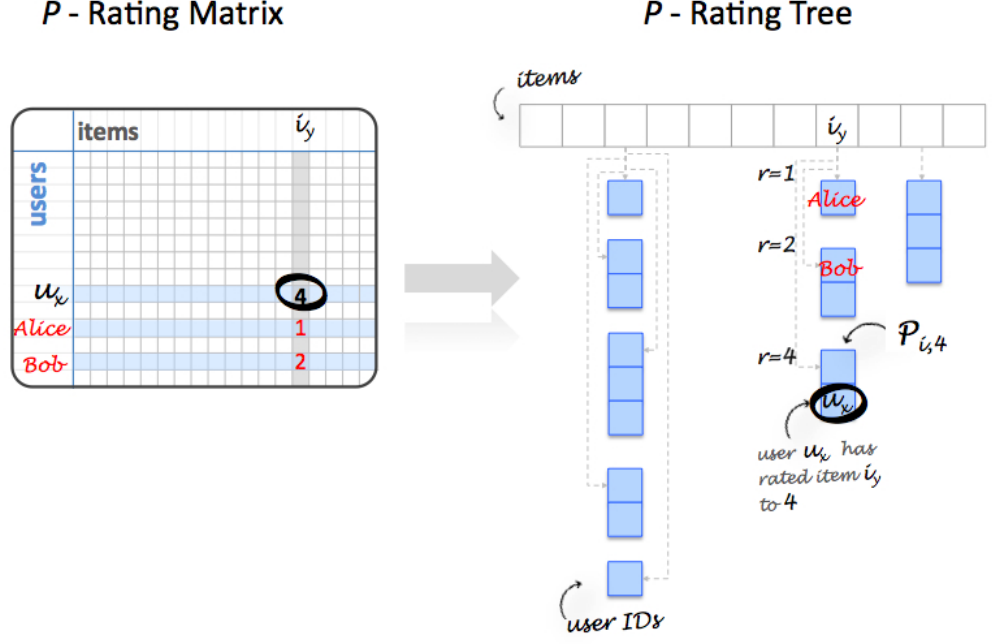 P - Rating Matrix
P - Rating Tree
items
items
i_y
i_y
users
r=1
Alice
r=2
Bob
u_x
4
Alice
1
Bob
2
r=4
P_i,4
u_x
user u_x has
rated item i_y
to 4
user IDs